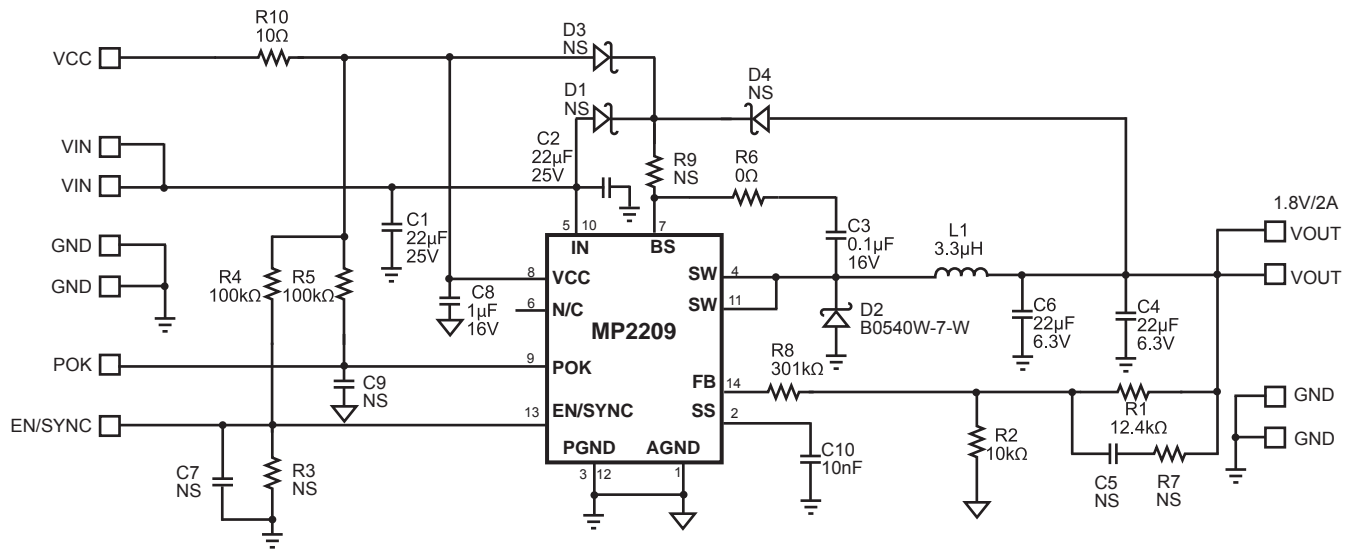 R10
10Ω
VCC
D3
NS
D1
NS
D4
NS
VIN
VIN
C2
22μF
25V
R9
NS
R6
0Ω
C1
22μF
25V
5 10
IN
7
BS
C3
0.1μF
16V
L1
3.3μH
1.8V/2A
VOUT
VOUT
GND
GND
R4
100kΩ
R5
100kΩ
8
VCC
6
N/C
C8
1μF
16V
MP2209
SW
4
SW
11
D2
B0540W-7-W
C6
22μF
6.3V
C4
22μF
6.3V
POK
9
POK
C9
NS
FB
14
R8
301kΩ
EN/SYNC
13
EN/SYNC
SS
2
R1
12.4kΩ
GND
GND
C7
NS
R3
NS
PGND
3 12
AGND
1
C10
10nF
R2
10kΩ
C5
NS
R7
NS